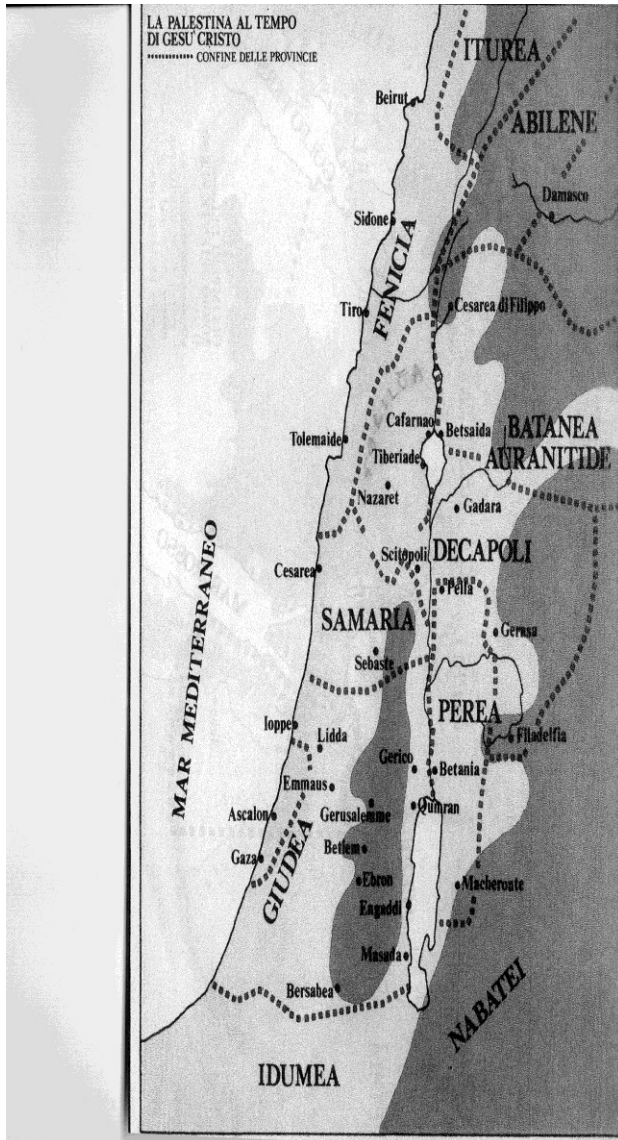 LA PALESTINA AL TEMPO
DI GESU' CRISTO
CONFINE DELLE PROVINCIE
ITUREA
Beirut
ABILENE
Damasco
Sidone
FENICIA
Cesarea di Filippo
Tiro
Cafarnao
Betsaida
BATANEA
AURANITIDE
Tolemaide
Tiberiade
Nazaret
Gadara
MAR MEDITERRANEO
Scitopoli
DECAPOLI
Cesarea
Pella
SAMARIA
Gerasa
Sebaste
PEREA
Ioppe
Lidda
Filadelfia
Gerico
Betania
Emmaus
Ascalon
Gerusalemme
Qumran
GIUDEA
Betlem
Gaza
Ebron
Macheronte
Engaddi
Masada
Bersabea
NABATEI
IDUMEA